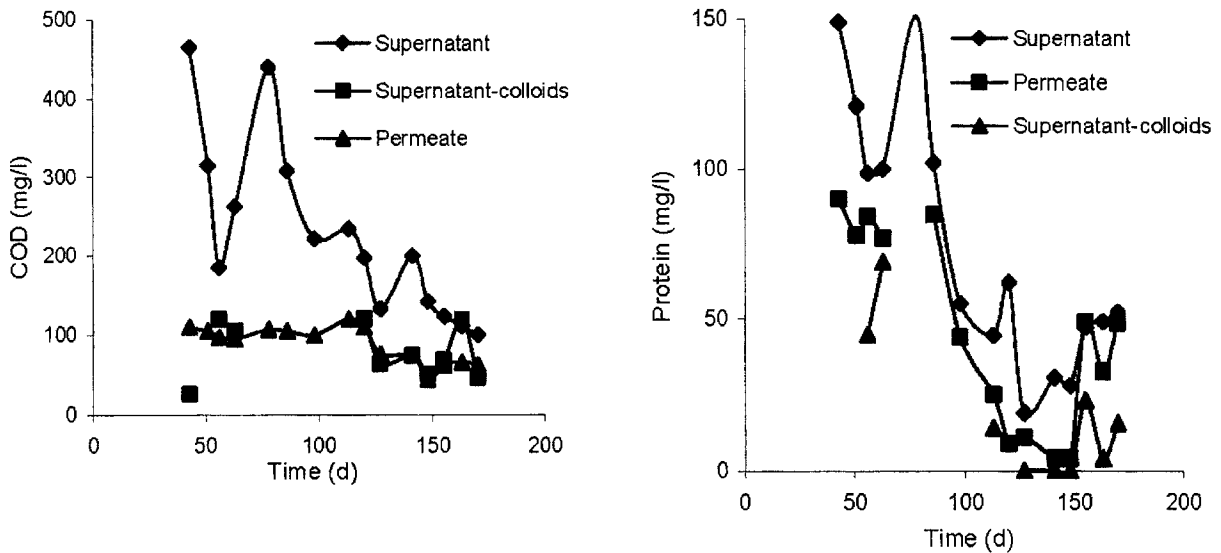 500
400
300
200
100
0
COD (mg/l)
0
50
100
150
200
Time (d)
Supernatant
Supernatant-colloids
Permeate
150
100
50
0
Protein (mg/l)
0
50
100
150
200
Time (d)
Supernatant
Permeate
Supernatant-colloids